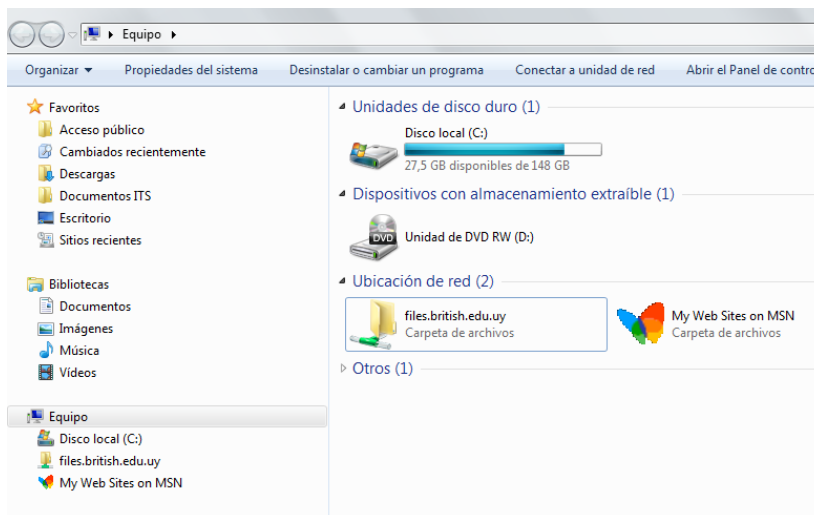 Equipo
Organizar Propiedades del sistema Desinstalar o cambiar un programa Conectar a unidad de red Abrir el Panel de contro
Favoritos
Acceso público
Cambiados recientemente
Descargas
Documentos ITS
Escritorio
Sitios recientes
Bibliotecas
Documentos
Imágenes
Música
Vídeos
Equipo
Disco local (C:)
files.british.edu.uy
My Web Sites on MSN
Unidades de disco duro (1)
Disco local (C:)
27,5 GB disponibles de 148 GB
Dispositivos con almacenamiento extraíble (1)
DVD
Unidad de DVD RW (D:)
Ubicación de red (2)
files.british.edu.uy
Carpeta de archivos
My Web Sites on MSN
Carpeta de archivos
Otros (1)